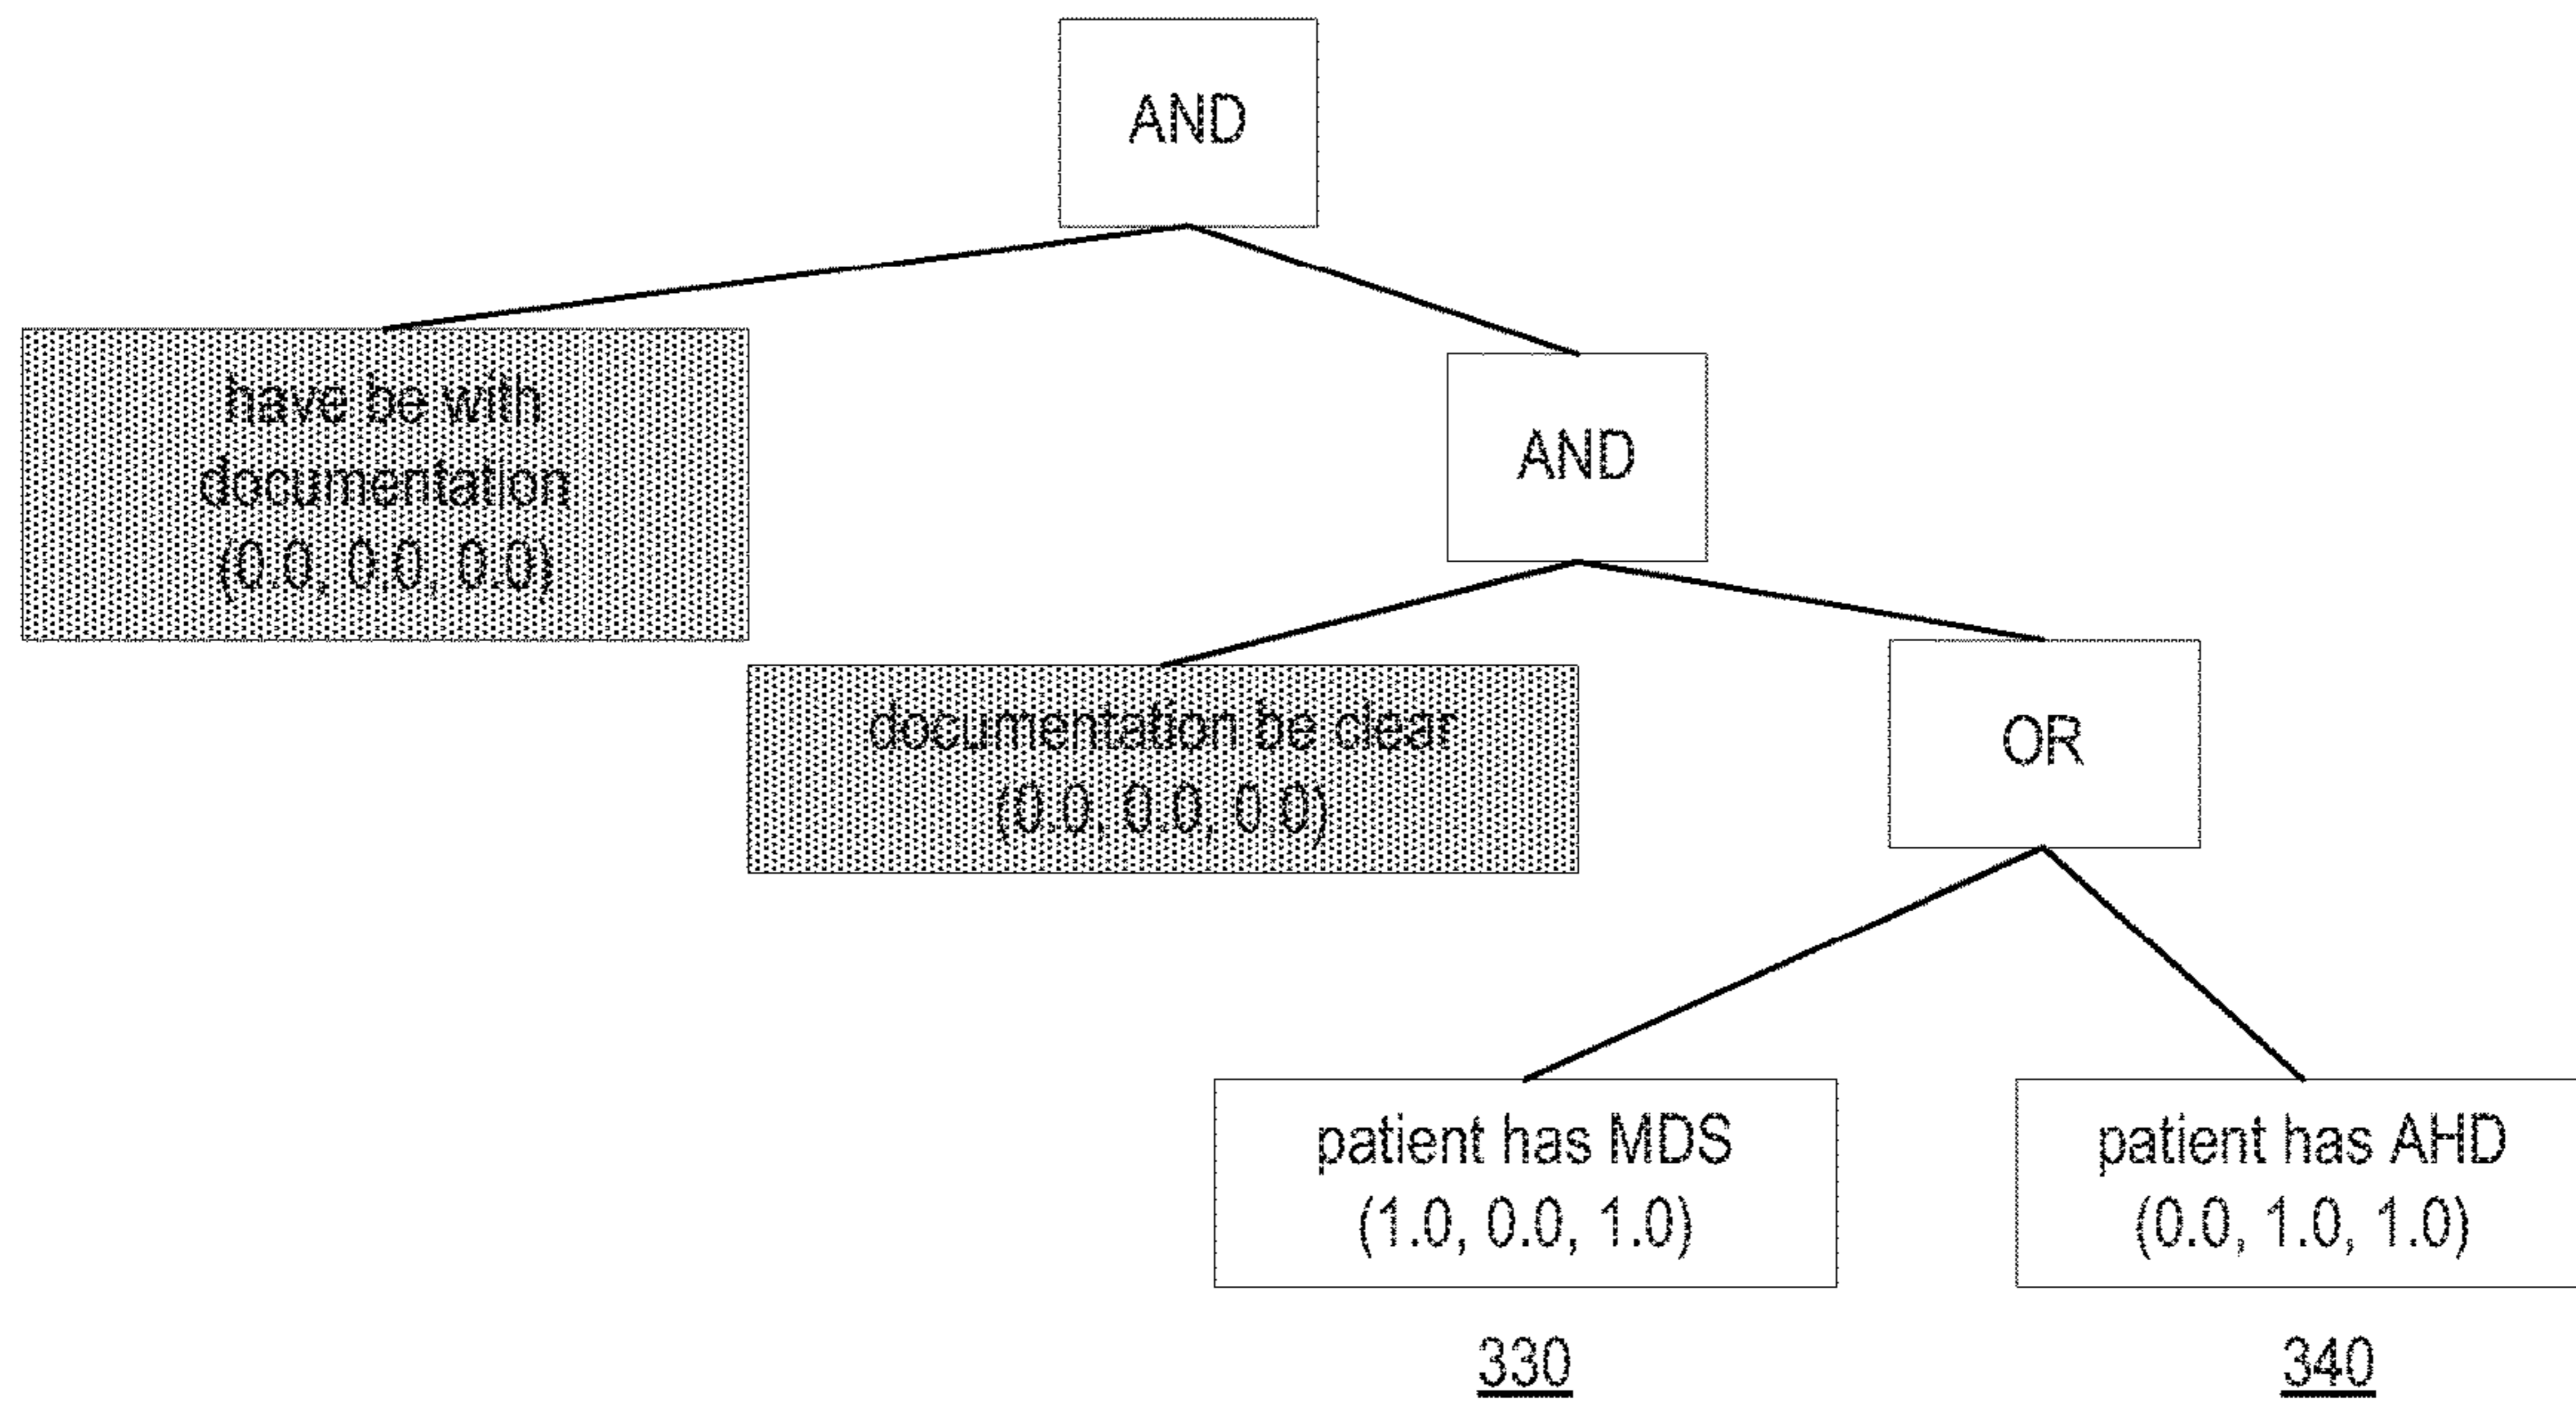 AND
have be with
documentation
(0.0, 0.0, 0.0)
AND
documentation be clear
(0.0, 0.0, 0.0)
OR
patient has MDS
(1.0, 0.0, 1.0)
patient has AHD
(0.0, 1.0, 1.0)
330
340